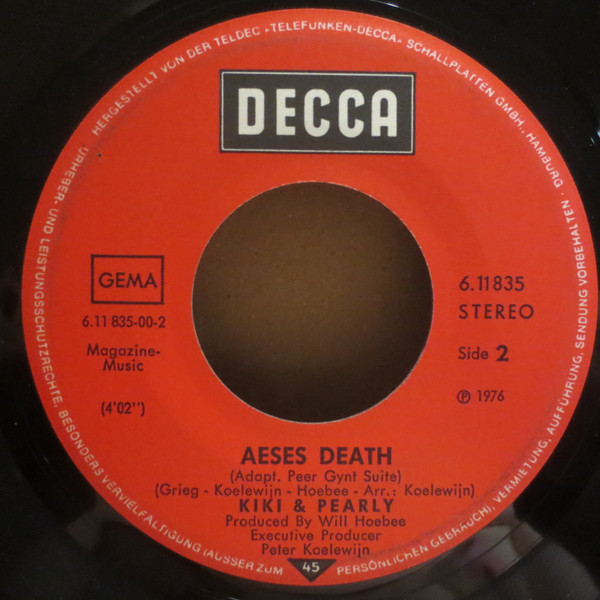 HERGESTELLT VON DER TELDEC »TELEFUNKEN-DECCA« SCHALLPLATTEN GMBH., HAMBURG
DECCA
GEMA
6.11 835-00-2
Magazine-
Music
(4'02")
6.11835
STEREO
Side 2
℗ 1976
AESES DEATH
(Adapt. Peer Gynt Suite)
(Grieg - Koelewijn - Hoebee - Arr.: Koelewijn)
KIKI & PEARLY
Produced By Will Hoebee
Executive Producer
Peter Koelewijn
45
URHEBER- UND LEISTUNGSSCHUTZRECHTE, BESONDERS VERVIELFÄLTIGUNG (AUSSER ZUM PERSÖNLICHEN GEBRAUCH), VERMIETUNG, AUFFÜHRUNG, SENDUNG VORBEHALTEN